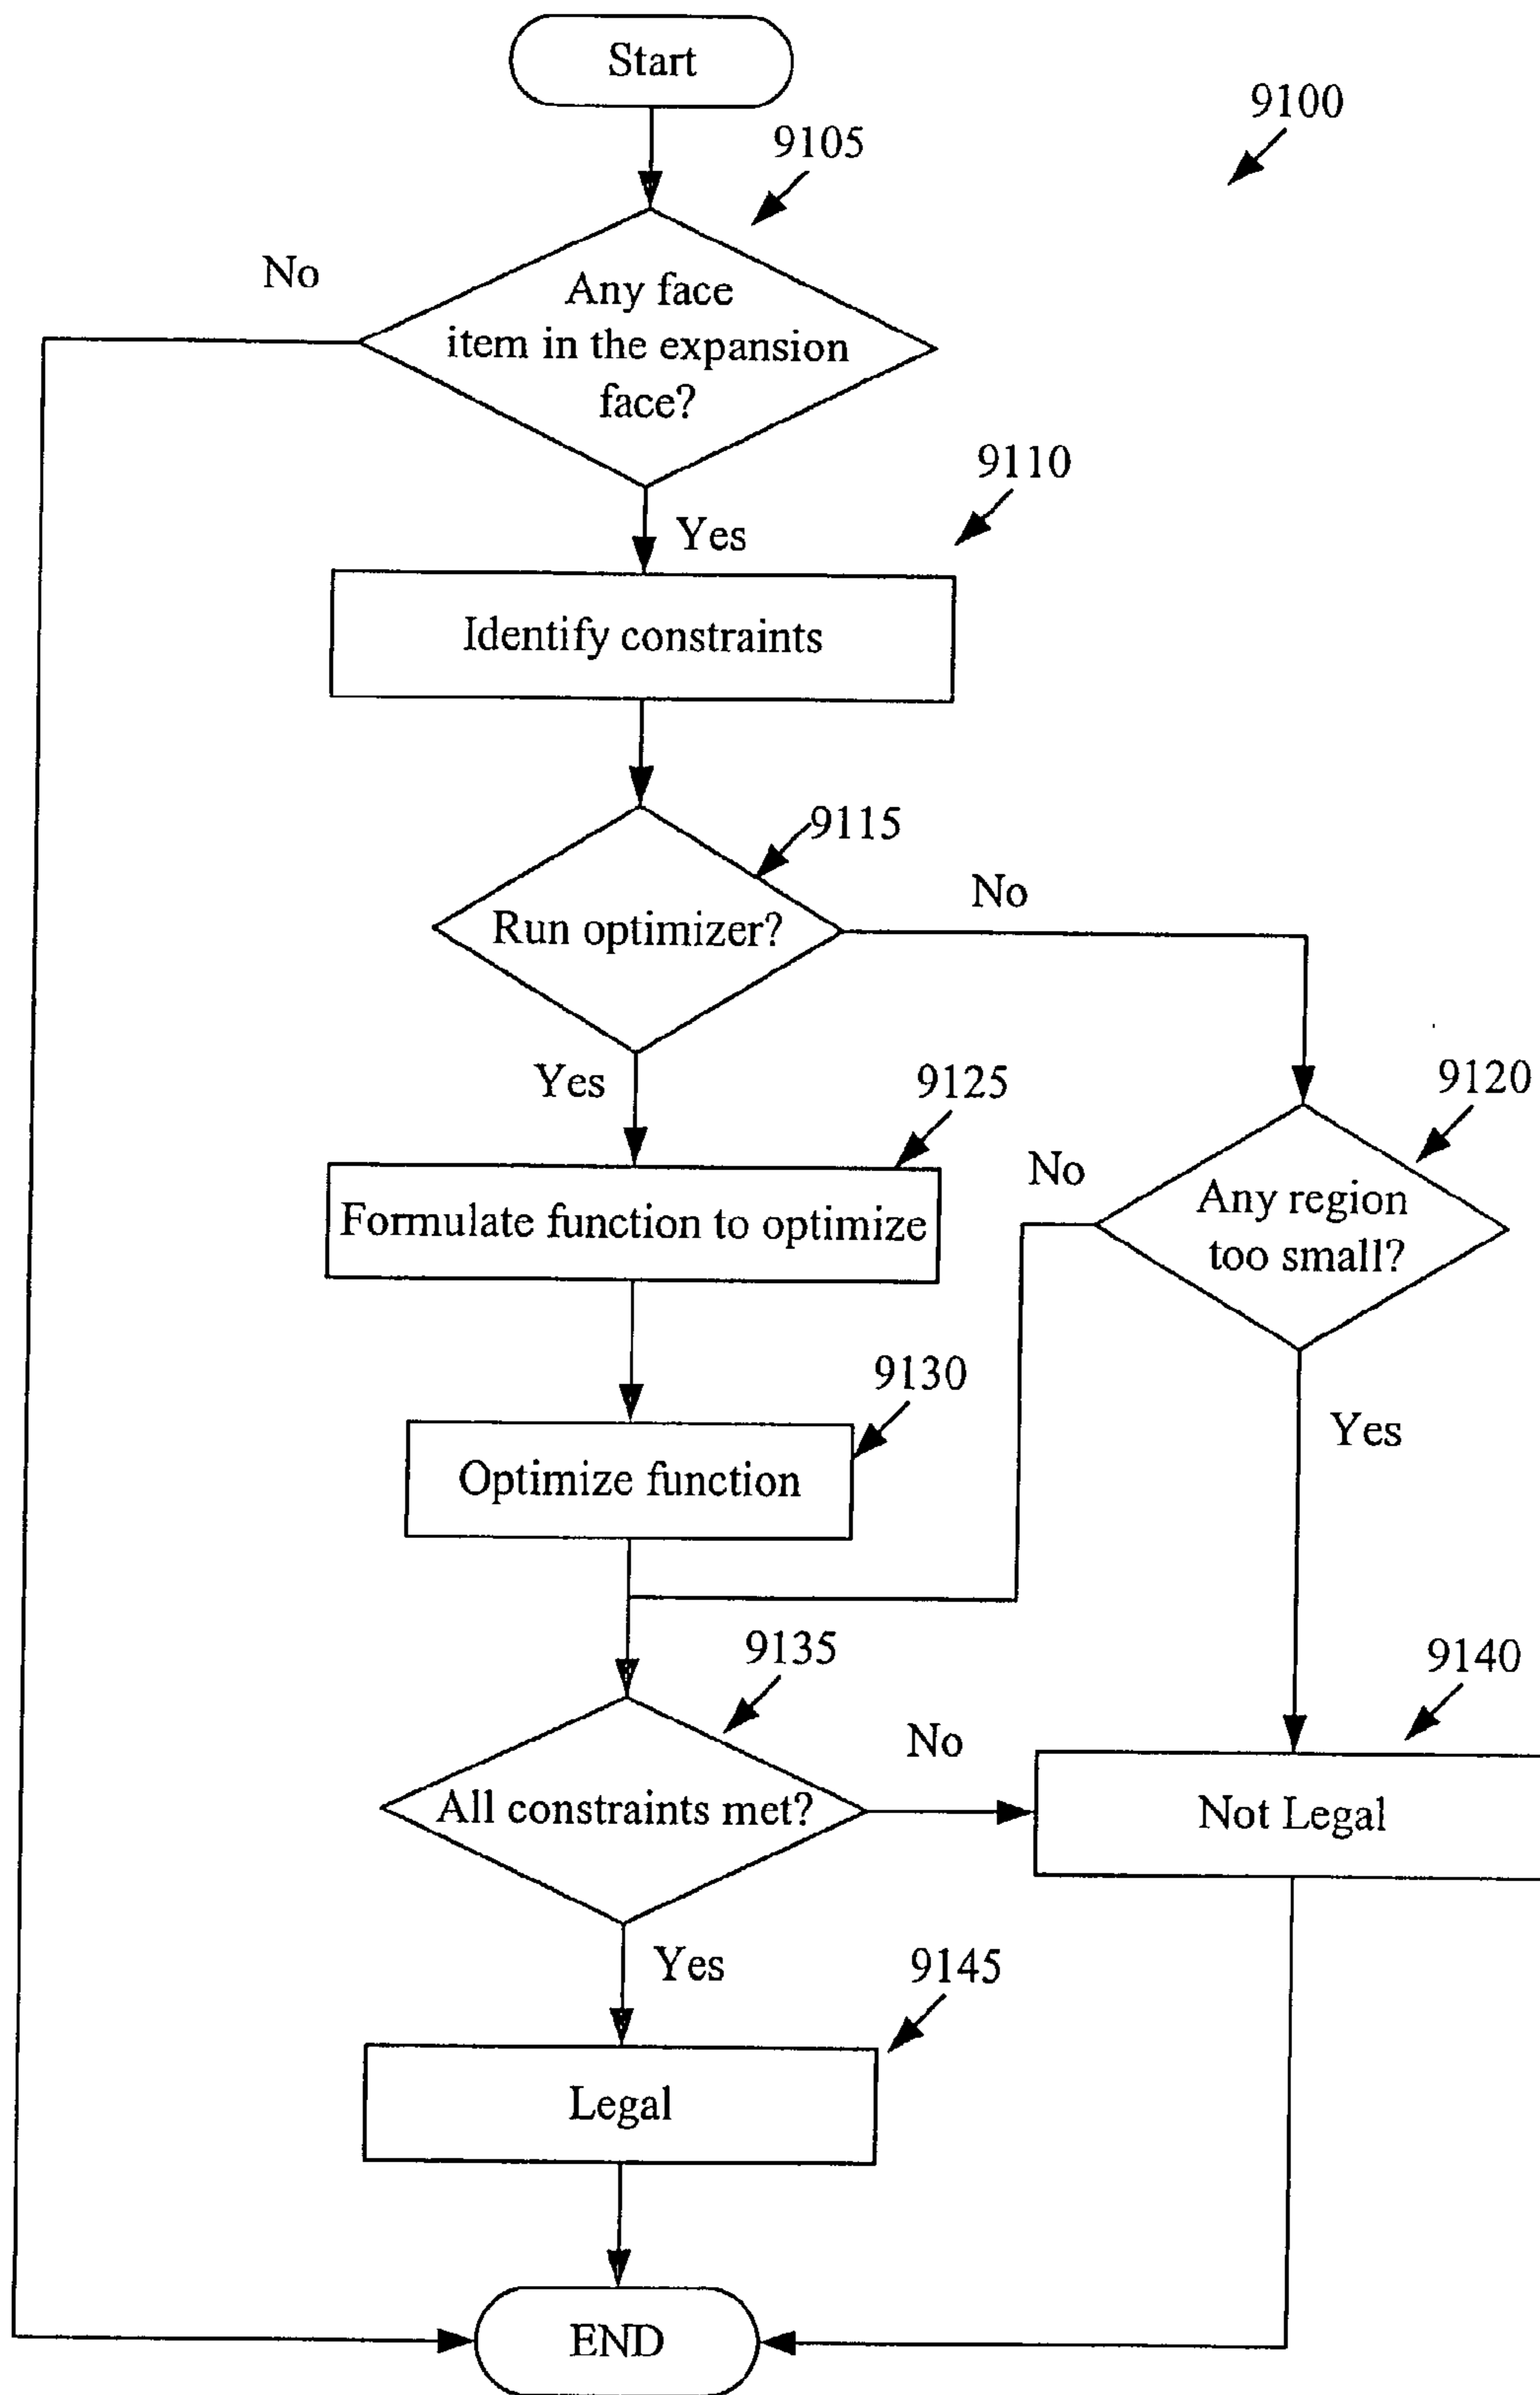 Start
9100
9105
No
Any face
item in the expansion
face?
9110
Yes
Identify constraints
9115
No
Run optimizer?
Yes
9125
9120
No
Any region
too small?
Formulate function to optimize
9130
Yes
Optimize function
9135
9140
No
All constraints met?
Not Legal
Yes
9145
Legal
END